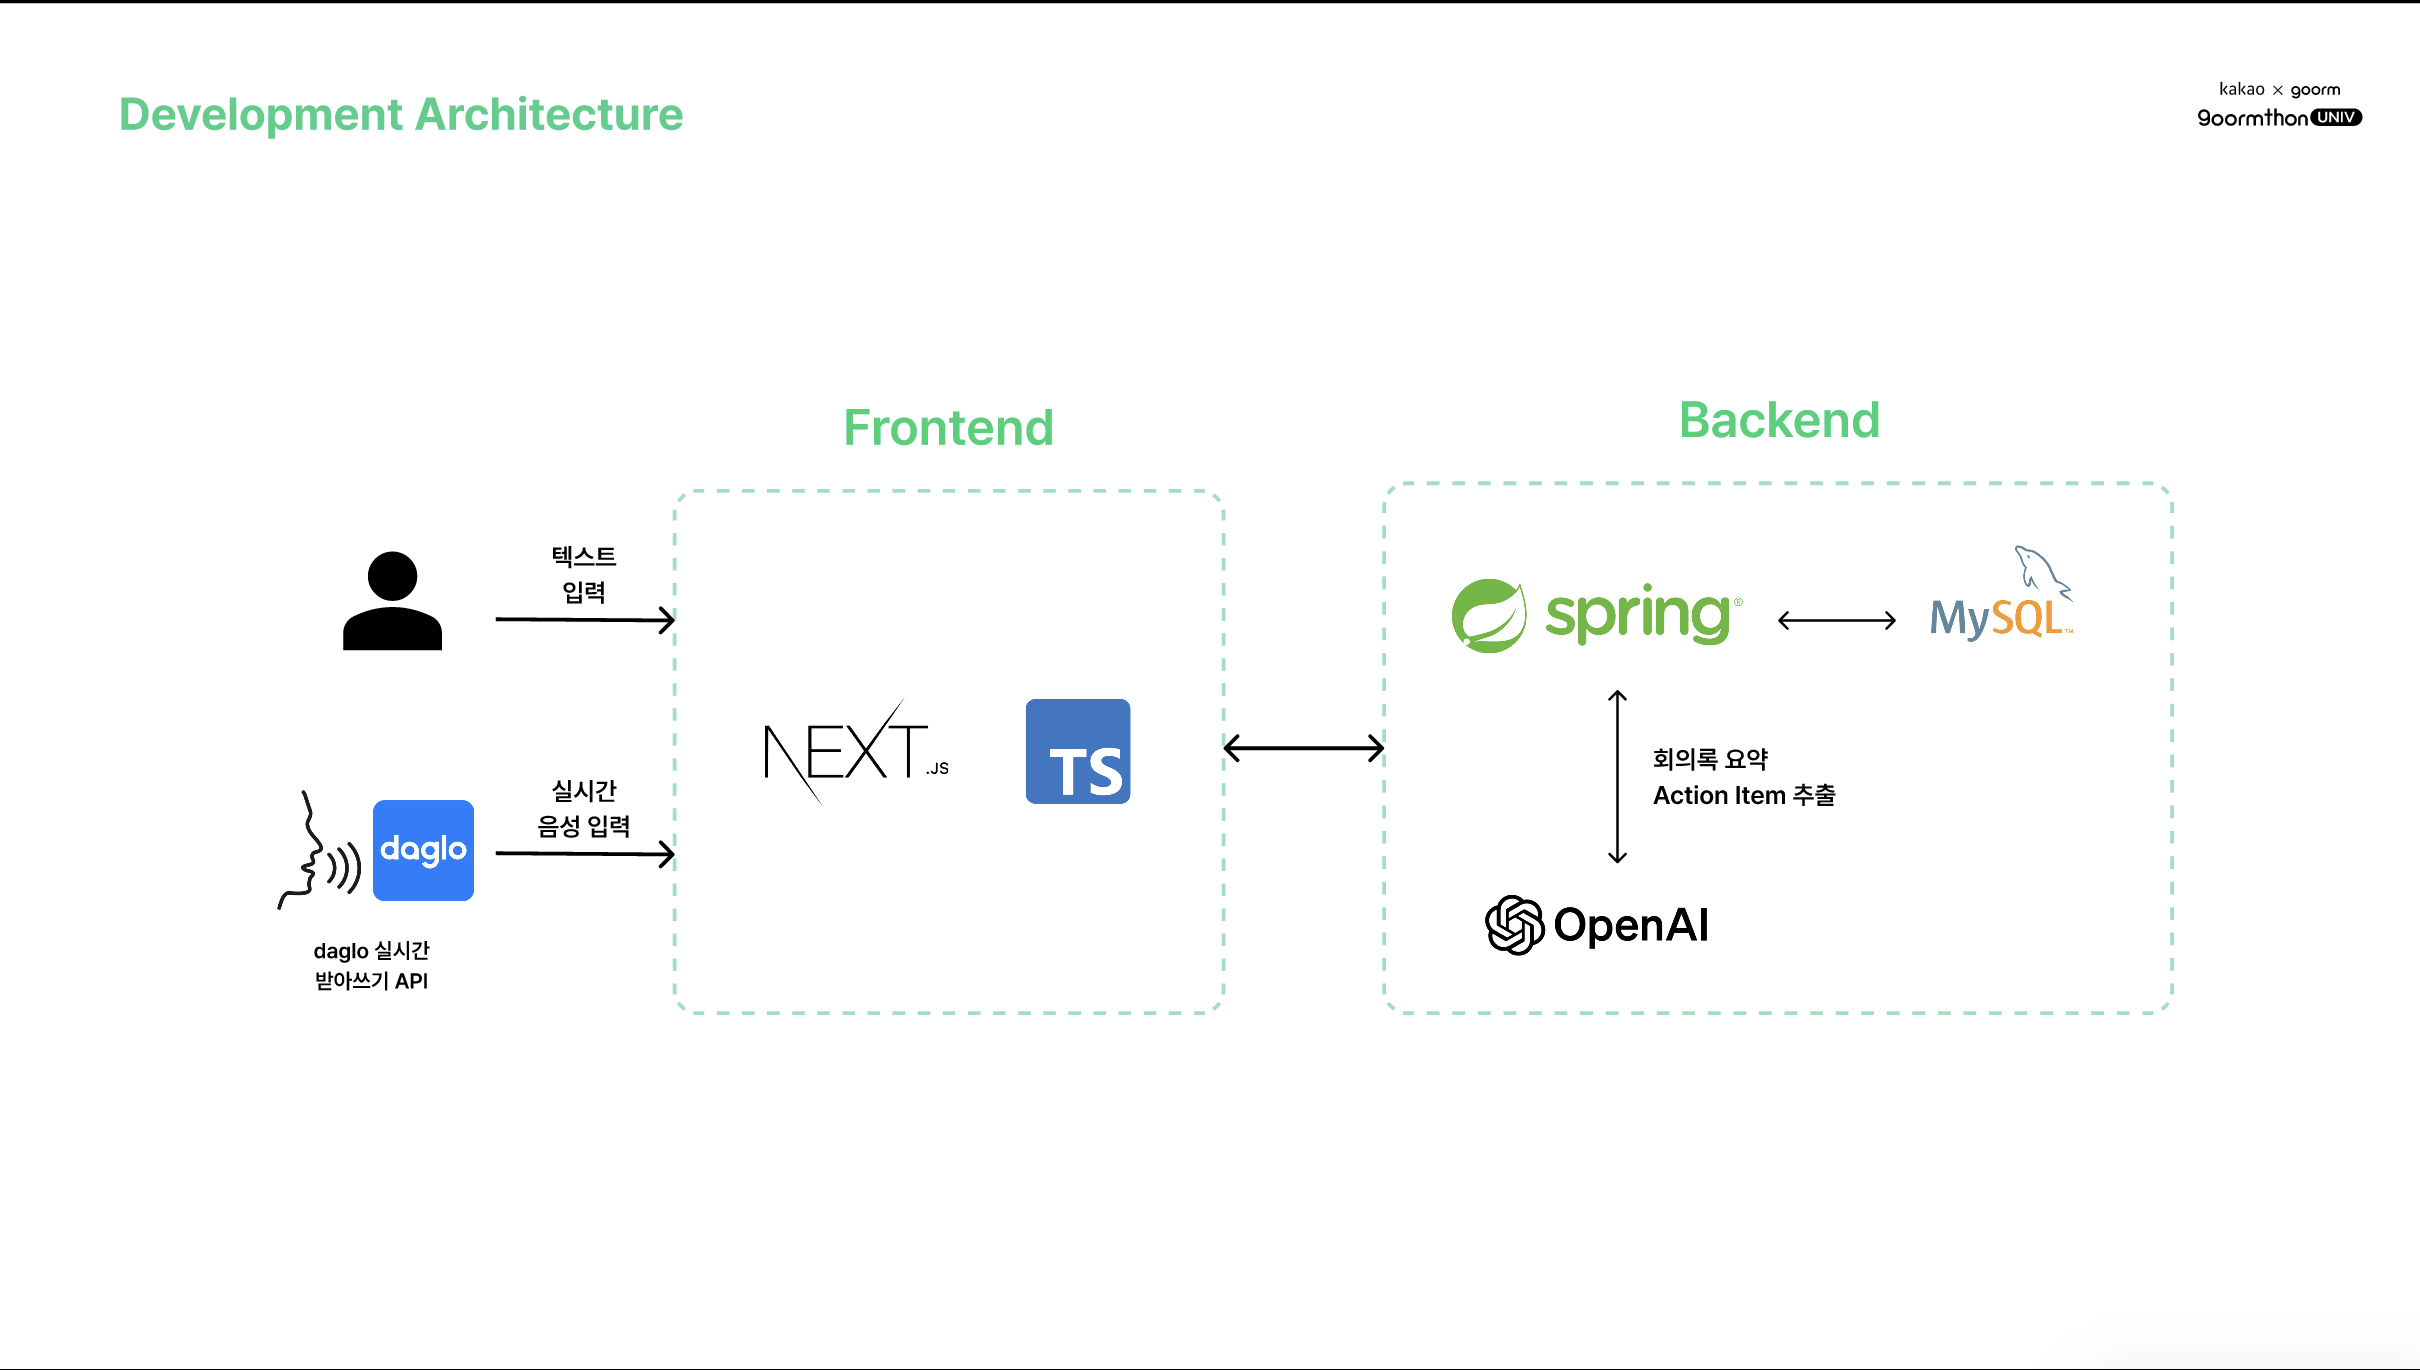 Development Architecture
kakao × goorm
goormthon UNIV
Frontend
Backend
텍스트
입력
실시간
음성 입력
daglo
daglo 실시간
받아쓰기 API
NEXT.JS
TS
spring®
MySQL™
회의록 요약
Action Item 추출
OpenAI